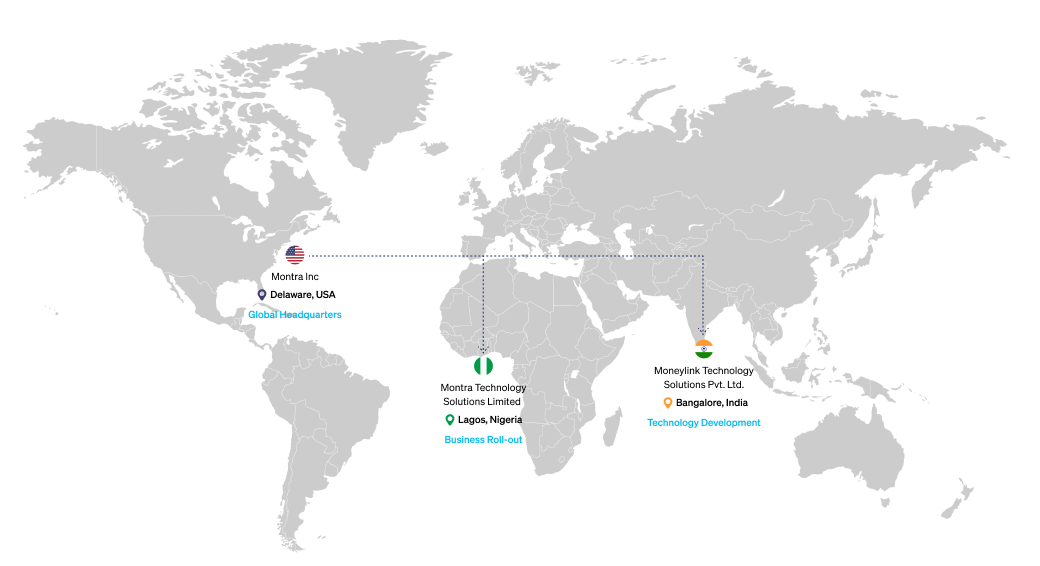 Montra Inc
Delaware, USA
Global Headquarters
Montra Technology
Solutions Limited
Lagos, Nigeria
Business Roll-out
Moneylink Technology
Solutions Pvt. Ltd.
Bangalore, India
Technology Development